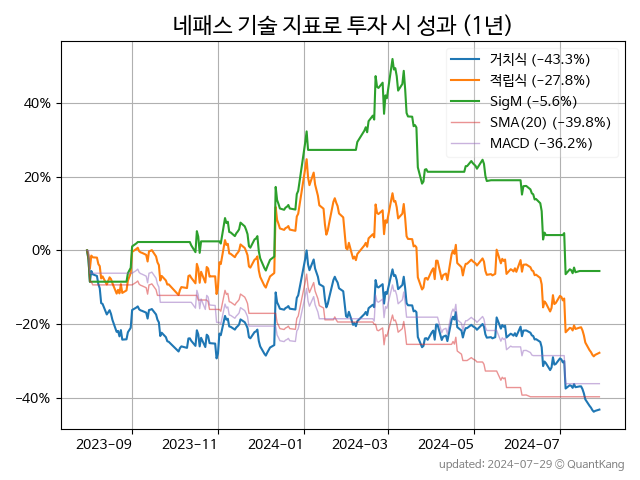 네패스 기술 지표로 투자 시 성과 (1년)
거치식 (−43.3%)
적립식 (−27.8%)
SigM (−5.6%)
SMA(20) (−39.8%)
MACD (−36.2%)
40%
20%
0%
−20%
−40%
2023-09 2023-11 2024-01 2024-03 2024-05 2024-07
updated: 2024-07-29 ⓒ QuantKang